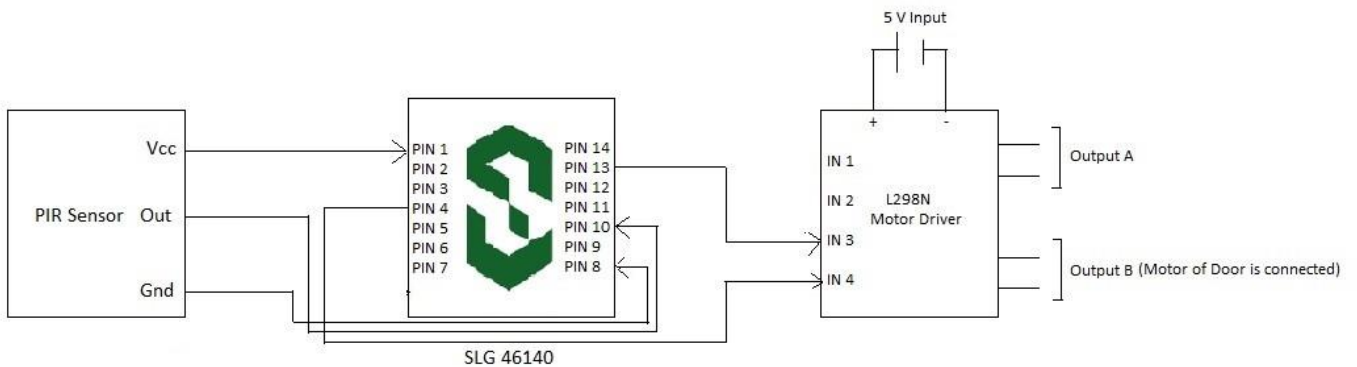 5 V Input
Vcc
PIR Sensor Out
Gnd
PIN 1
PIN 2
PIN 3
PIN 4
PIN 5
PIN 6
PIN 7
PIN 14
PIN 13
PIN 12
PIN 11
PIN 10
PIN 9
PIN 8
SLG 46140
+ -
IN 1
IN 2
IN 3
IN 4
L298N
Motor Driver
Output A
Output B (Motor of Door is connected)